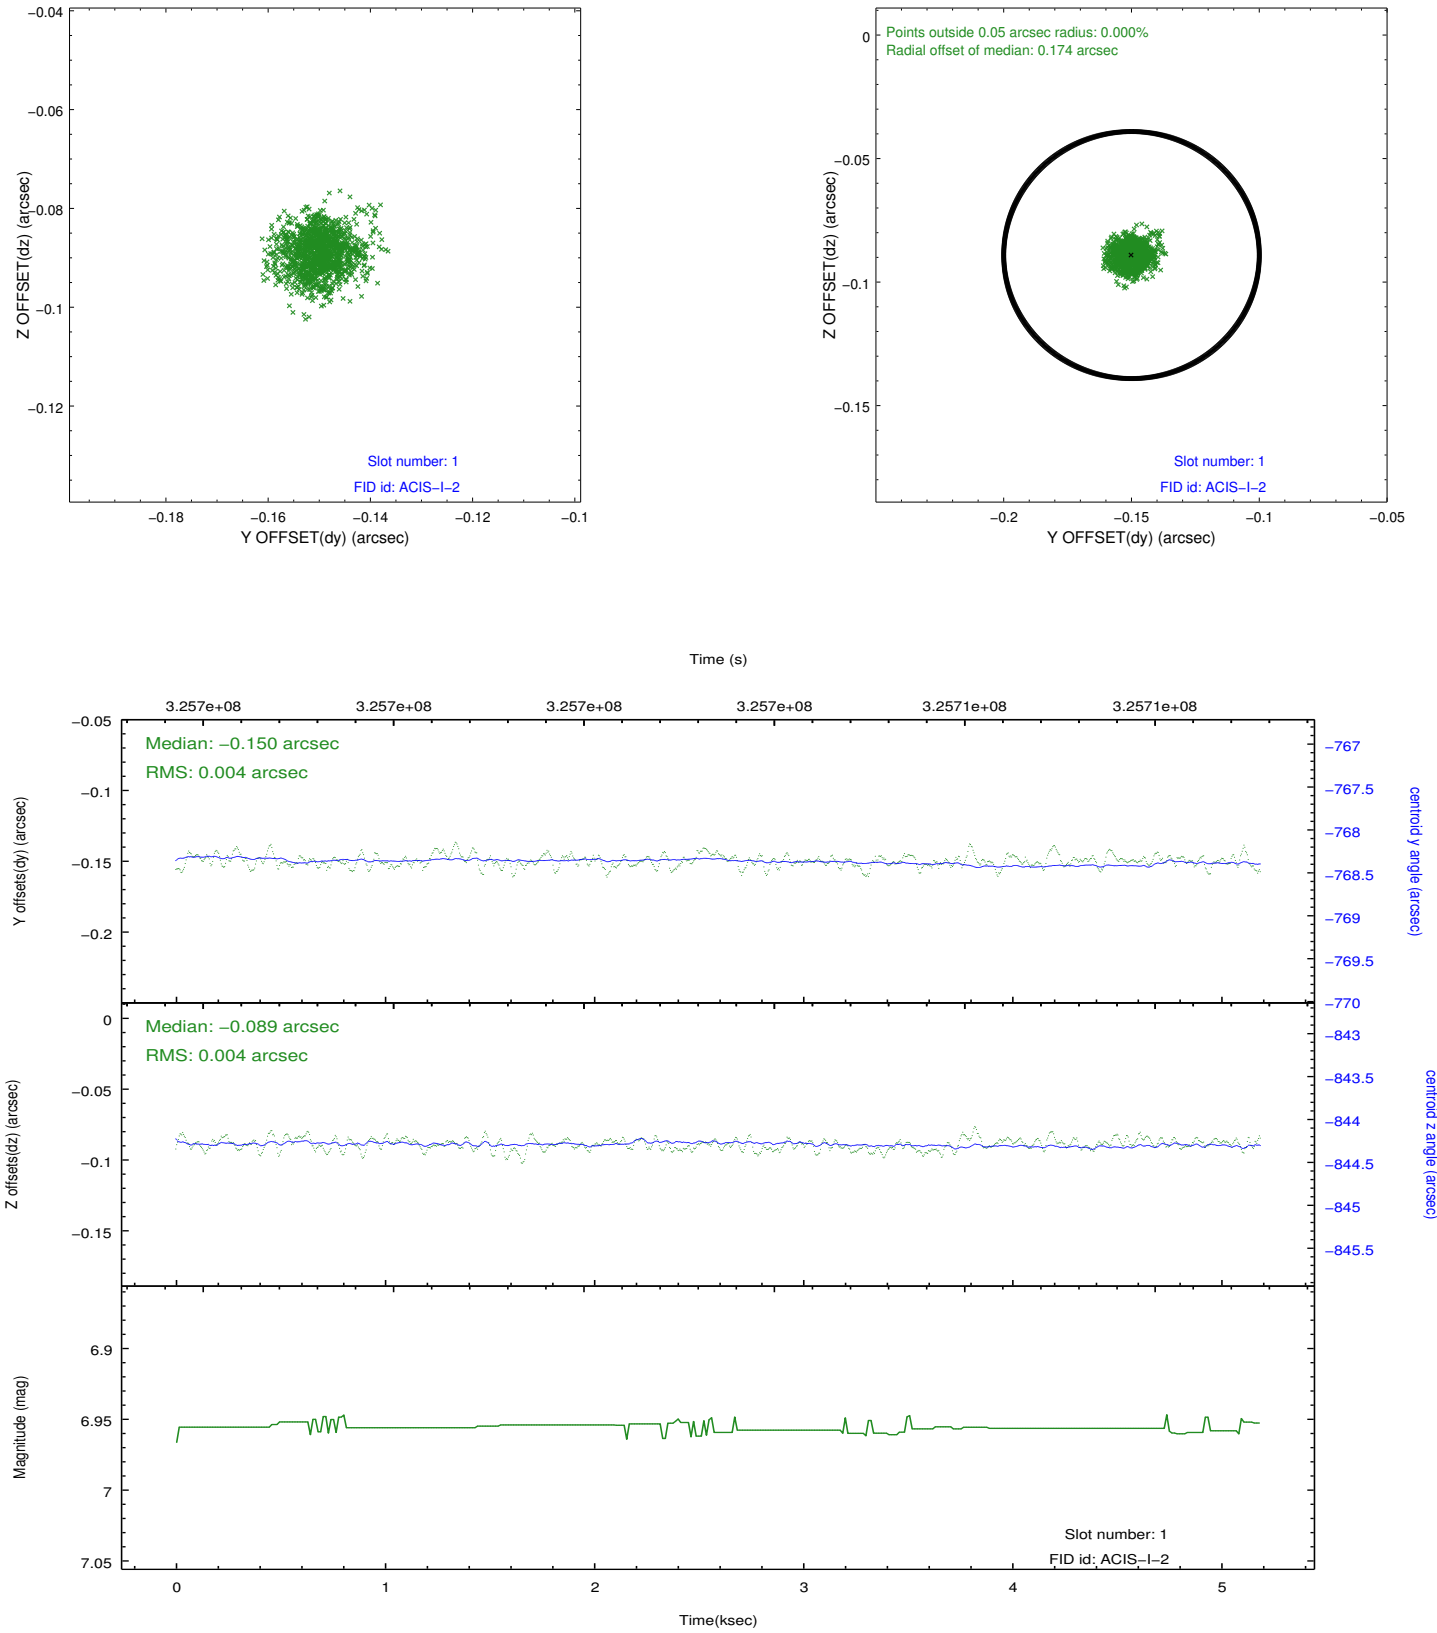 −0.04
−0.06
−0.08
−0.1
−0.12
Z OFFSET(dz) (arcsec)
Slot number: 1
FID id: ACIS−I−2
−0.18 −0.16 −0.14 −0.12 −0.1
Y OFFSET(dy) (arcsec)
Points outside 0.05 arcsec radius: 0.000%
Radial offset of median: 0.174 arcsec
0
−0.05
−0.1
−0.15
Z OFFSET(dz) (arcsec)
Slot number: 1
FID id: ACIS−I−2
−0.2 −0.15 −0.1 −0.05
Y OFFSET(dy) (arcsec)
Time (s)
3.257e+08 3.257e+08 3.257e+08 3.257e+08 3.2571e+08 3.2571e+08
Median: −0.150 arcsec
RMS: 0.004 arcsec
−0.05
−0.1
−0.15
−0.2
Y offsets(dy) (arcsec)
−767
−767.5
−768
−768.5
−769
−769.5
−770
centroid y angle (arcsec)
Median: −0.089 arcsec
RMS: 0.004 arcsec
0
−0.05
−0.1
−0.15
Z offsets(dz) (arcsec)
−843
−843.5
−844
−844.5
−845
−845.5
centroid z angle (arcsec)
6.9
6.95
7
7.05
Magnitude (mag)
Slot number: 1
FID id: ACIS−I−2
0 1 2 3 4 5
Time(ksec)